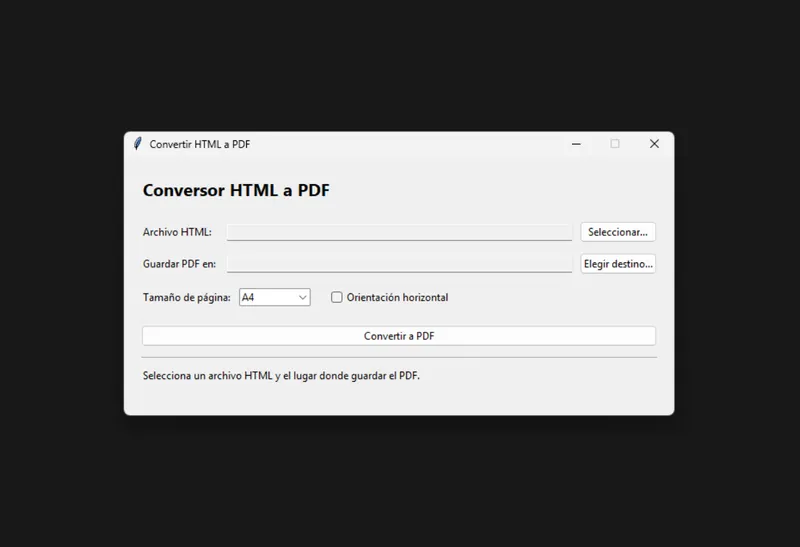 Convertir HTML a PDF
Conversor HTML a PDF
Archivo HTML: Seleccionar...
Guardar PDF en: Elegir destino...
Tamaño de página: A4 Orientación horizontal
Convertir a PDF
Selecciona un archivo HTML y el lugar donde guardar el PDF.